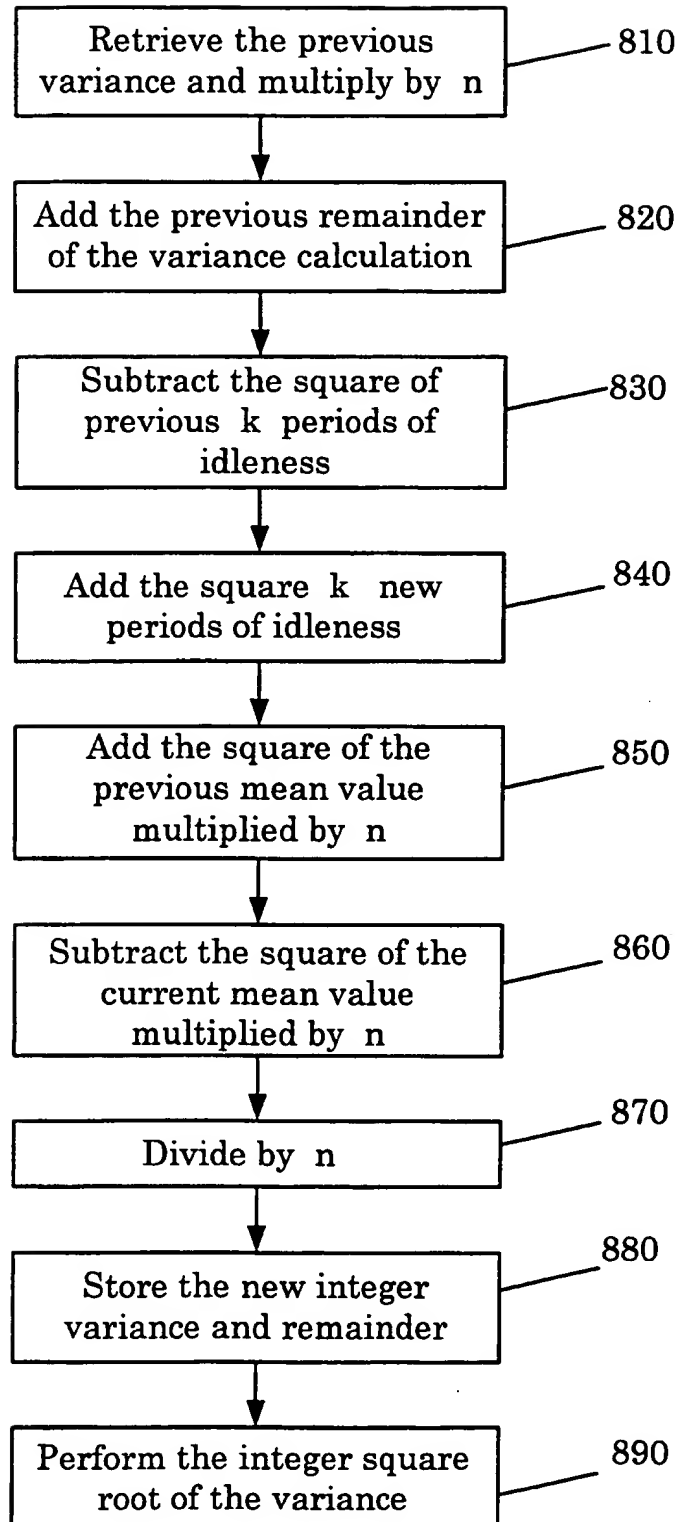 Retrieve the previous
variance and multiply by n
810
Add the previous remainder
of the variance calculation
820
Subtract the square of
previous k periods of
idleness
830
Add the square k new
periods of idleness
840
Add the square of the
previous mean value
multiplied by n
850
Subtract the square of the
current mean value
multiplied by n
860
Divide by n
870
Store the new integer
variance and remainder
880
Perform the integer square
root of the variance
890